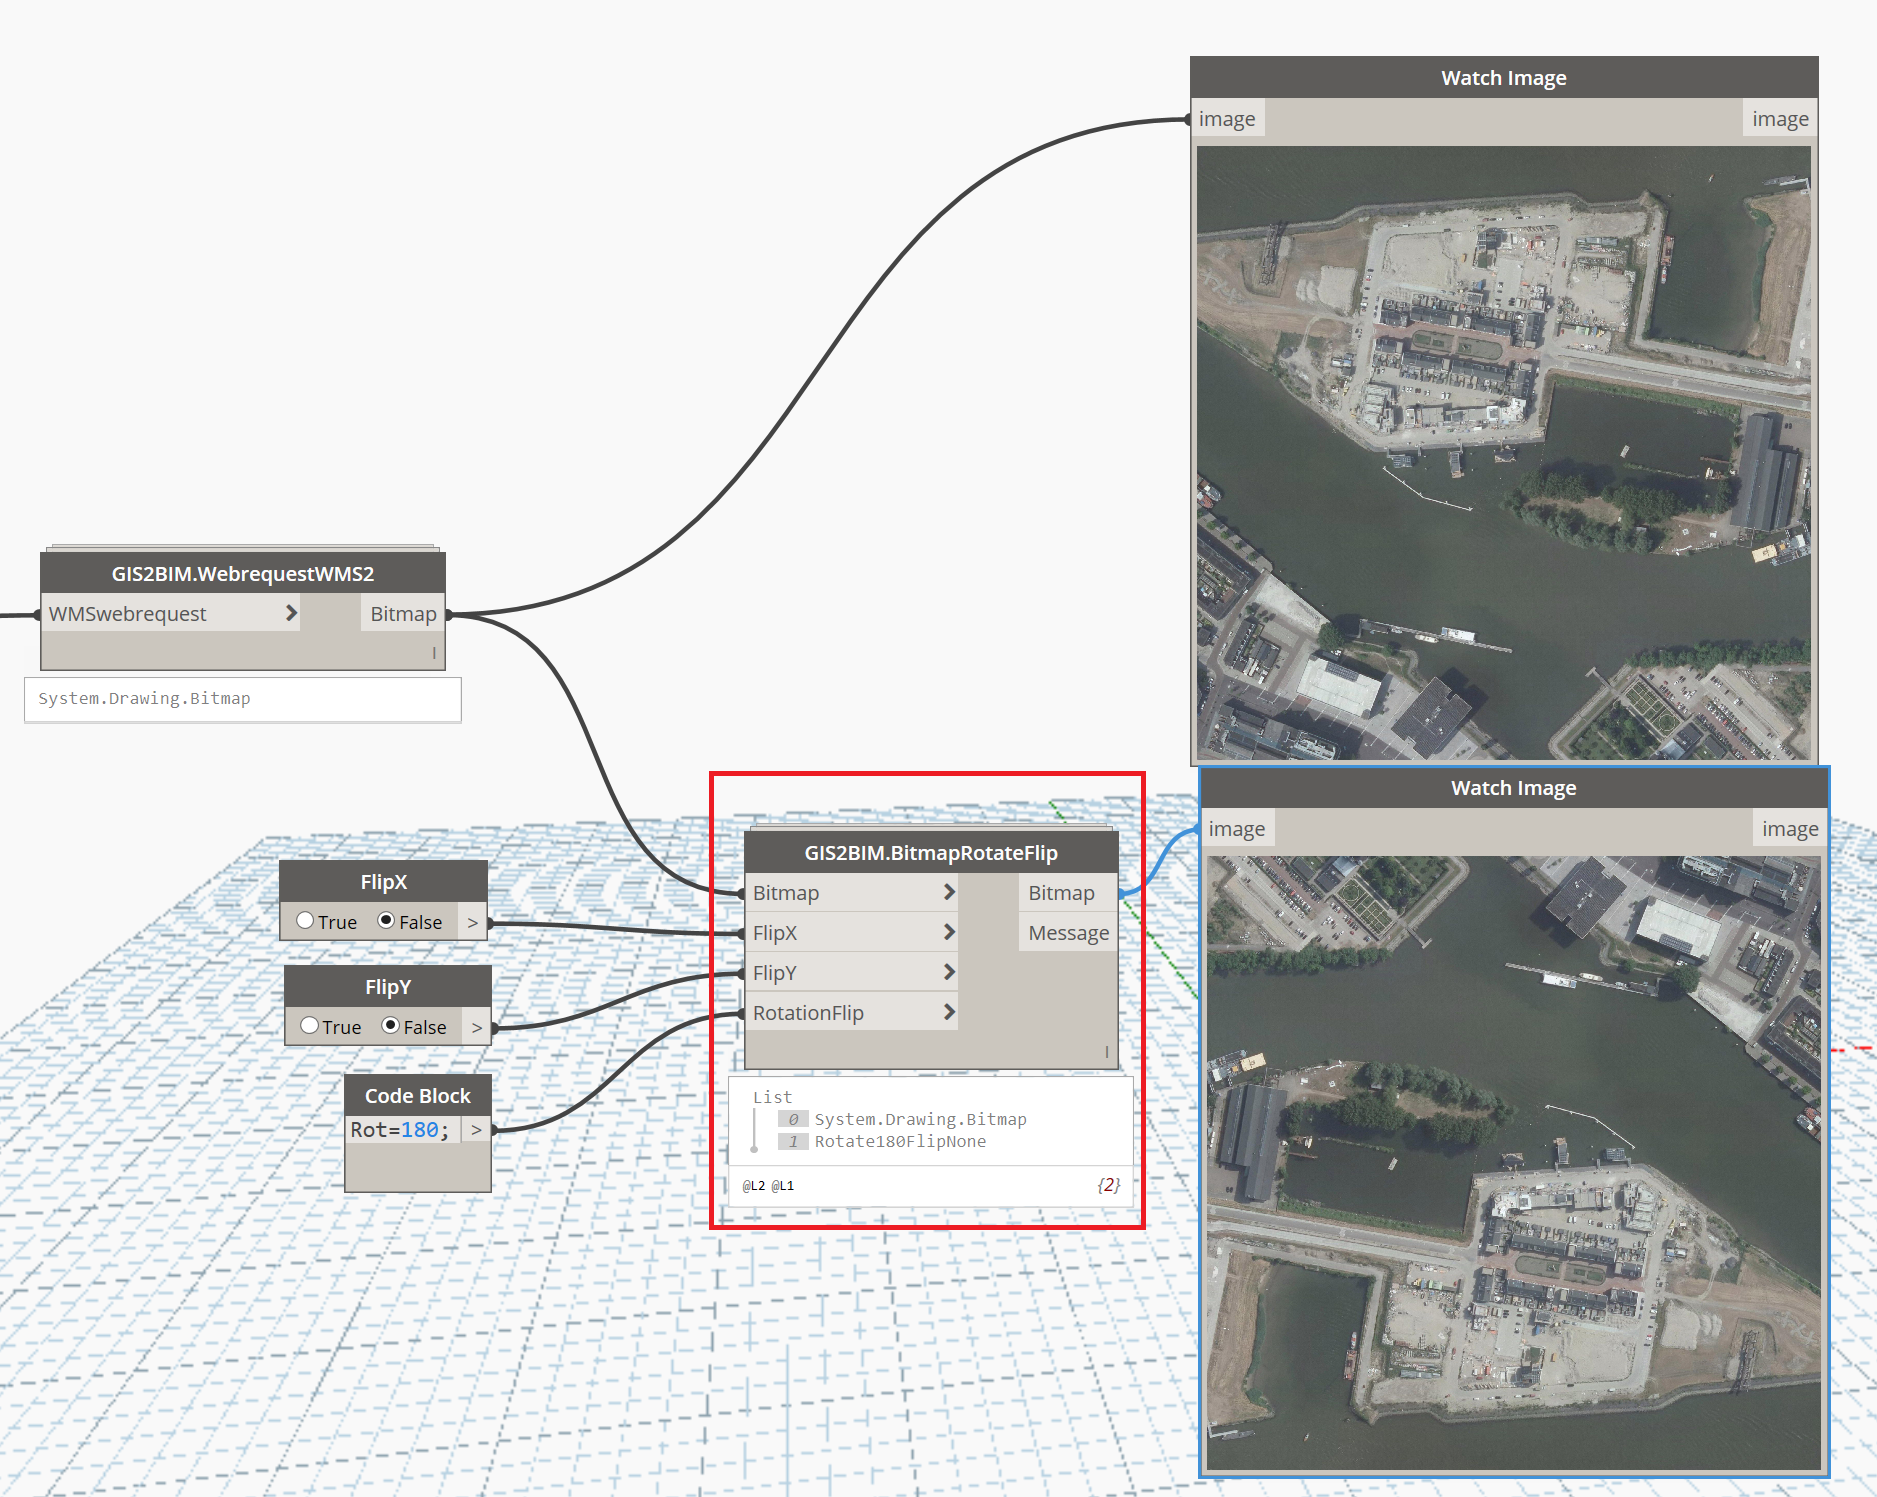 Watch Image
image
image
GIS2BIM.WebrequestWMS2
WMSwebrequest >
Bitmap
|
System.Drawing.Bitmap
Watch Image
image
image
GIS2BIM.BitmapRotateFlip
Bitmap >
Bitmap
FlipX >
Message
FlipY >
RotationFlip >
|
List
0 System.Drawing.Bitmap
1 Rotate180FlipNone
@L2 @L1
{2}
FlipX
True False >
FlipY
True False >
Code Block
Rot=180; >